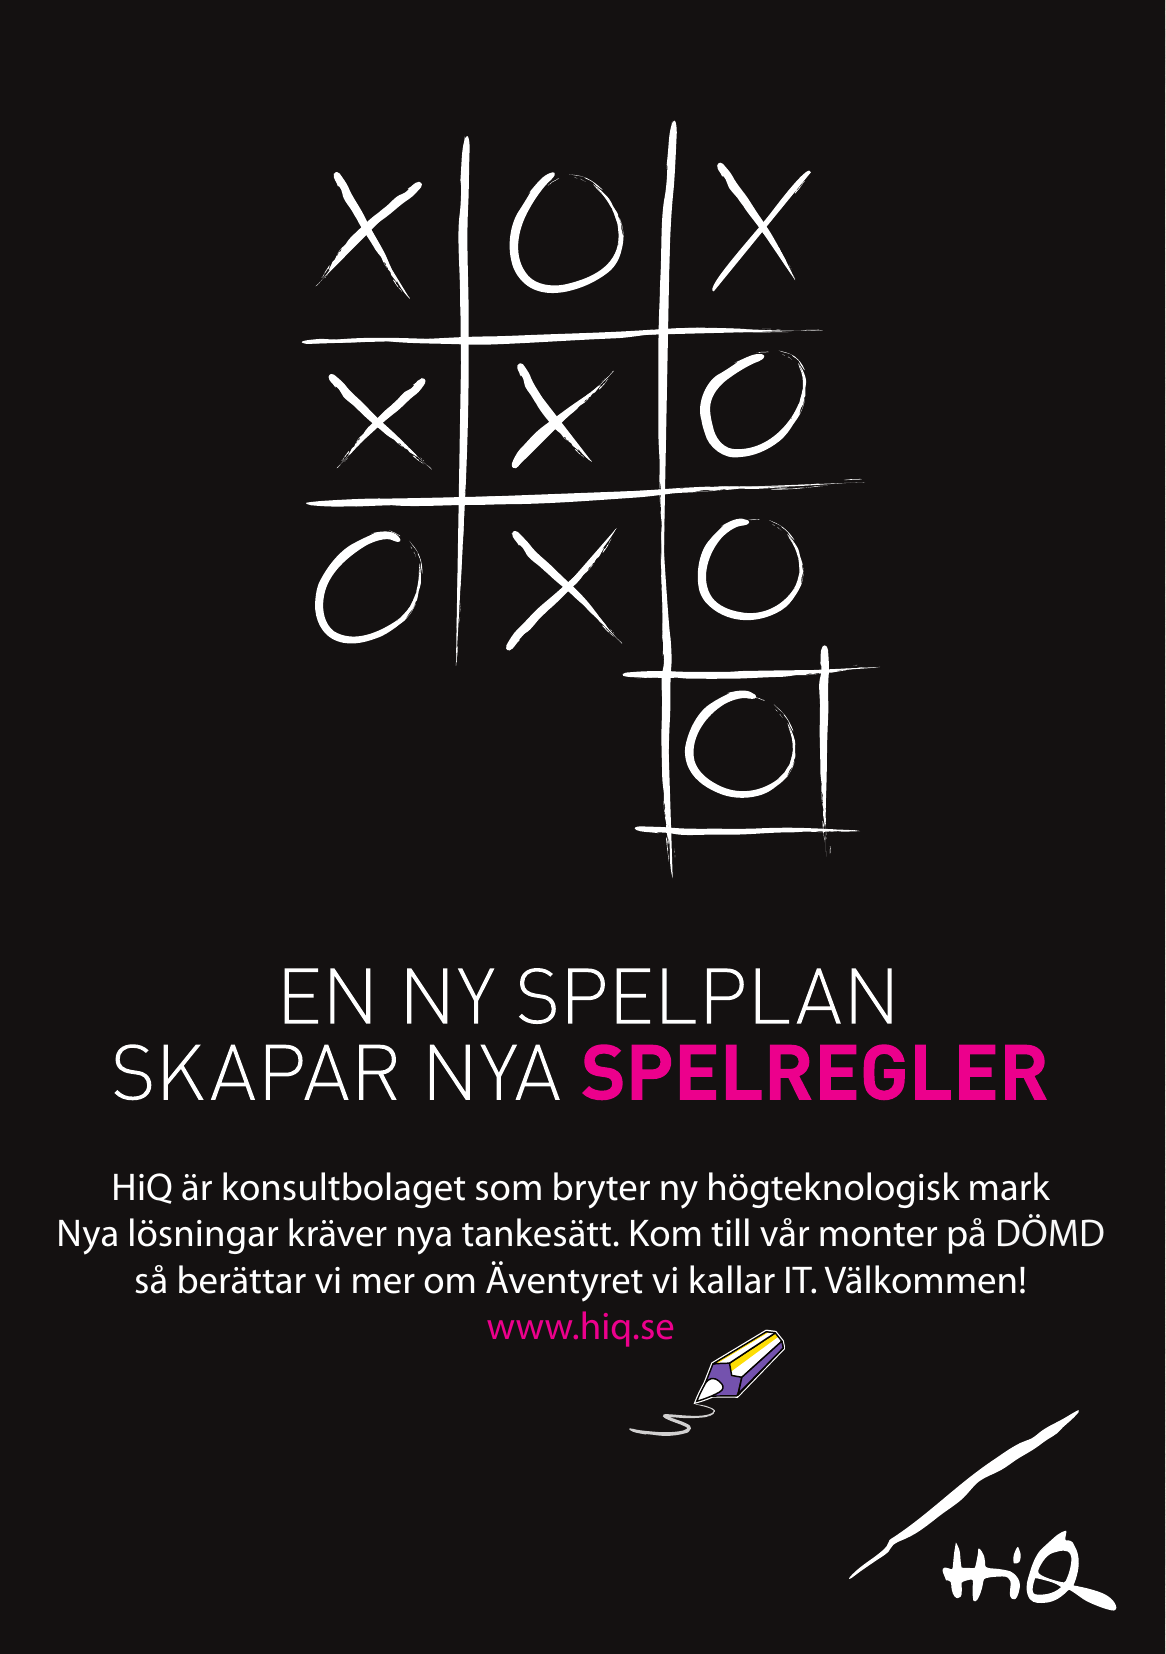 X O X
X X O
O X O
O
EN NY SPELPLAN
SKAPAR NYA SPELREGLER
HiQ är konsultbolaget som bryter ny högteknologisk mark
Nya lösningar kräver nya tankesätt. Kom till vår monter på DÖMD
så berättar vi mer om Äventyret vi kallar IT. Välkommen!
www.hiq.se
HiQ